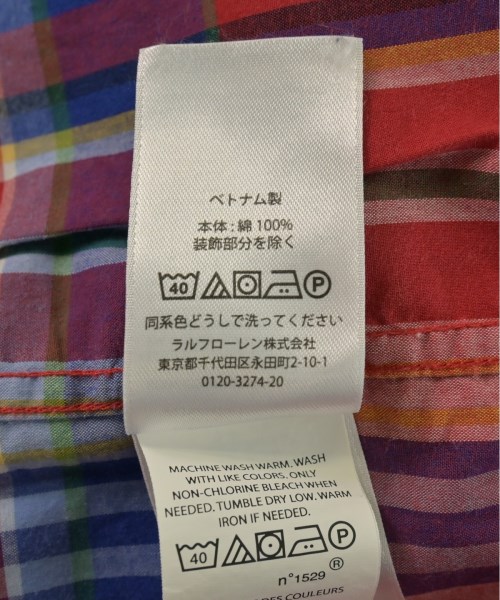 ベトナム製
本体：綿 100%
装飾部分を除く
40 P
同系色どうしで洗ってください
ラルフローレン株式会社
東京都千代田区永田町2-10-1
0120-3274-20
MACHINE WASH WARM. WASH
WITH LIKE COLORS. ONLY
NON-CHLORINE BLEACH WHEN
NEEDED. TUMBLE DRY LOW. WARM
IRON IF NEEDED.
40 P
n°1529 ®
DES COULEURS